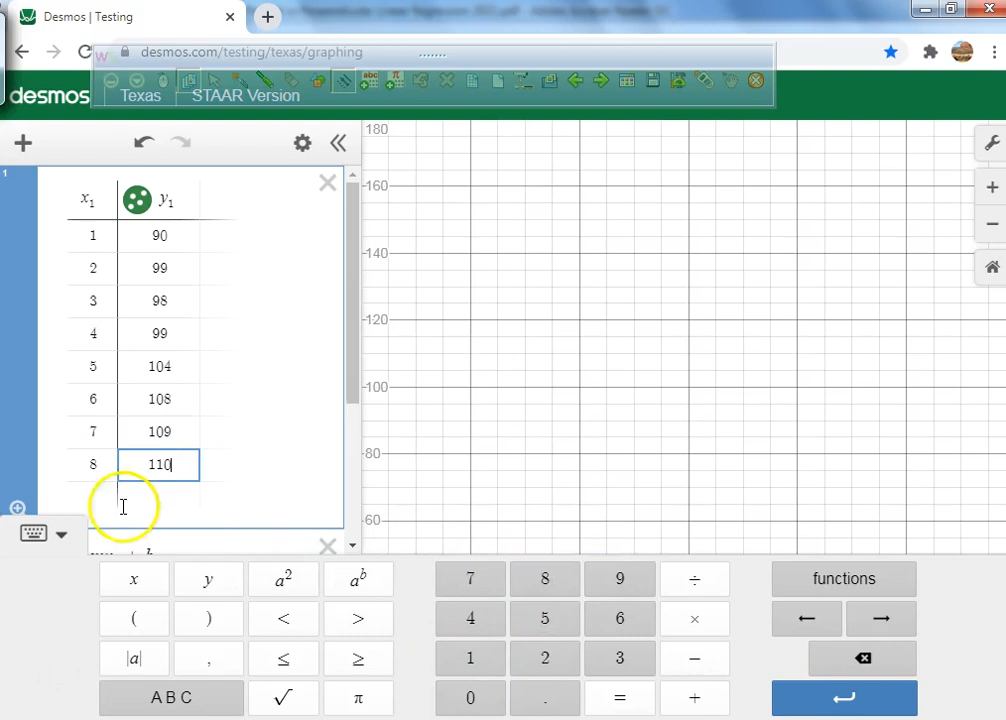 Desmos | Testing
desmos.com/testing/texas/graphing
desmos
Texas
STAAR Version
abc
π
1
x₁ y₁
1 90
2 99
3 98
4 99
5 104
6 108
7 109
8 110
180
160
140
120
100
80
60
x y a² aᵇ 7 8 9 ÷ functions
( ) < > 4 5 6 × ← →
|a| , ≤ ≥ 1 2 3 −
A B C √ π 0 . = +